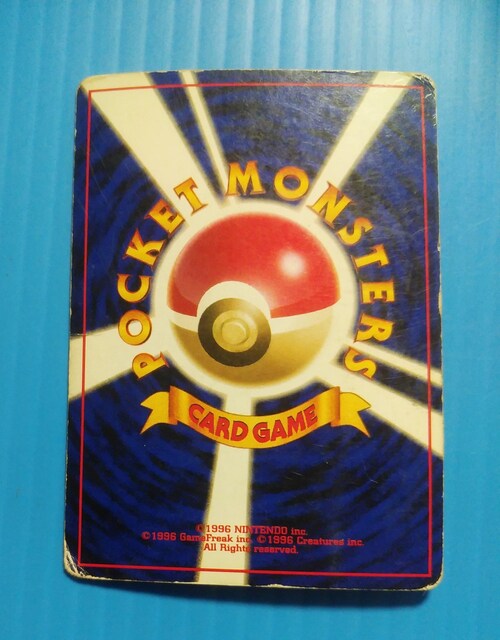 POCKET MONSTERS
CARD GAME
©1996 NINTENDO inc.
©1996 GameFreak inc. ©1996 Creatures inc.
All Rights reserved.